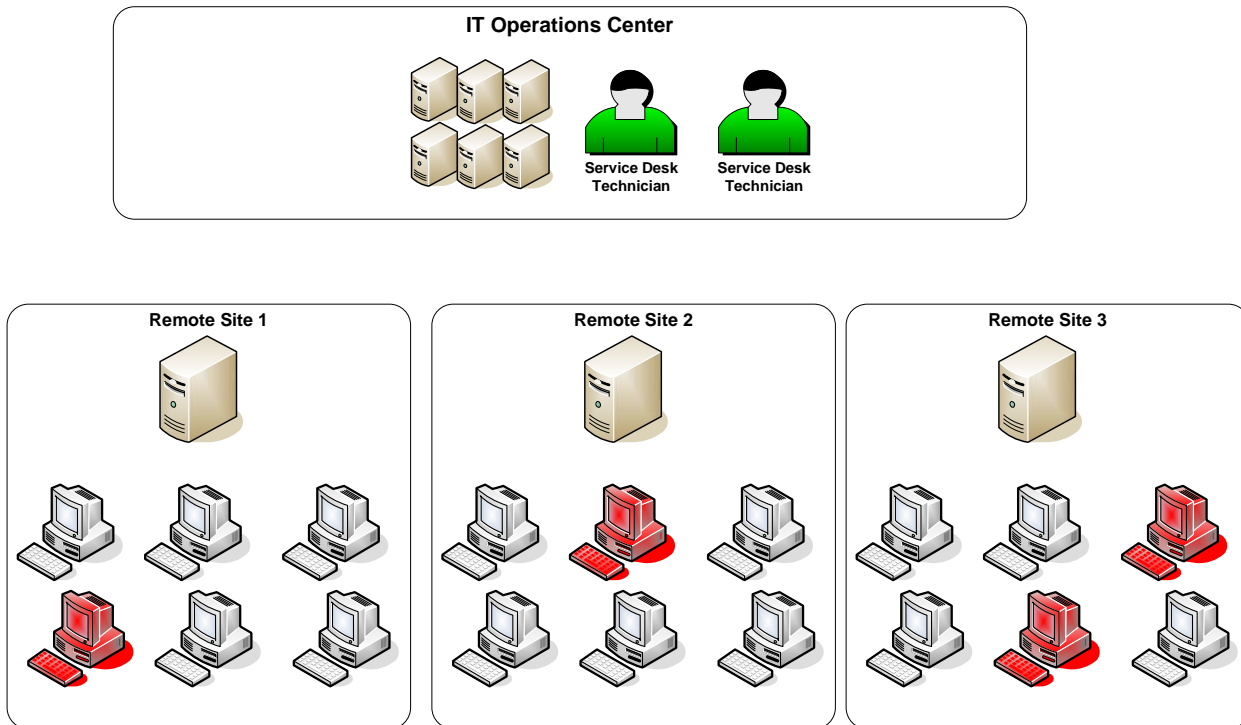 IT Operations Center
Service Desk
Technician
Service Desk
Technician
Remote Site 1
Remote Site 2
Remote Site 3